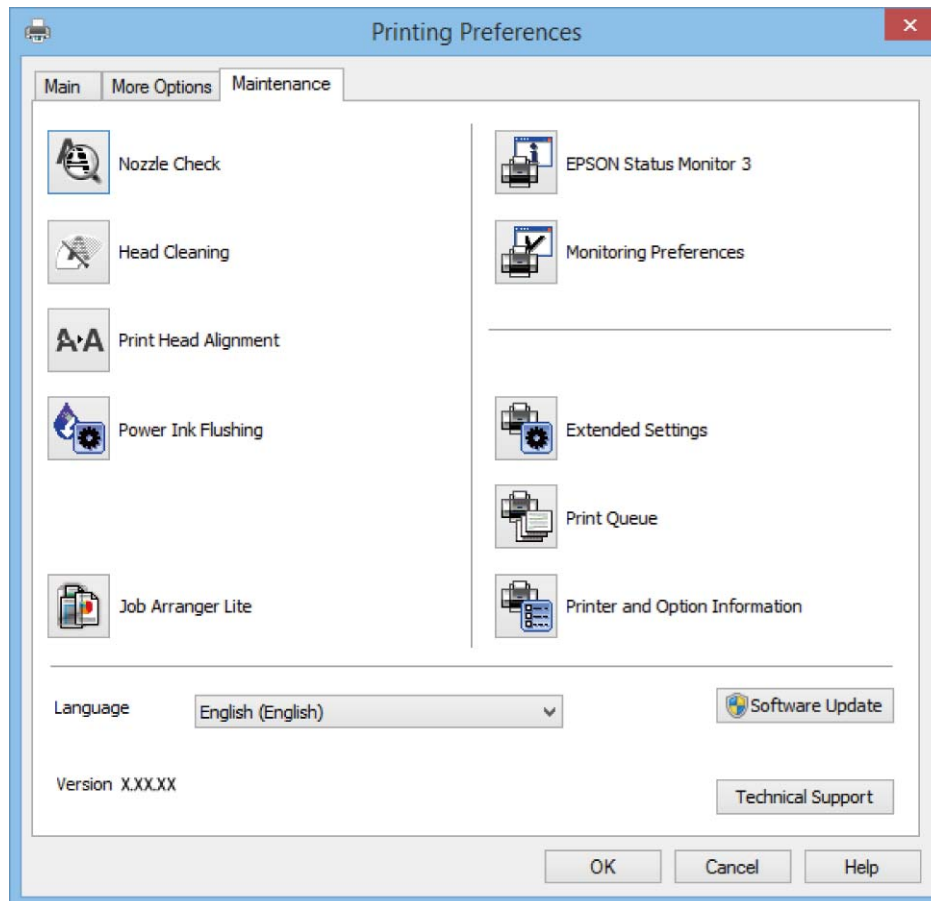 Printing Preferences
Main
More Options
Maintenance
Nozzle Check
Head Cleaning
Print Head Alignment
Power Ink Flushing
Job Arranger Lite
EPSON Status Monitor 3
Monitoring Preferences
Extended Settings
Print Queue
Printer and Option Information
Language
English (English)
Software Update
Version X.XX.XX
Technical Support
OK
Cancel
Help